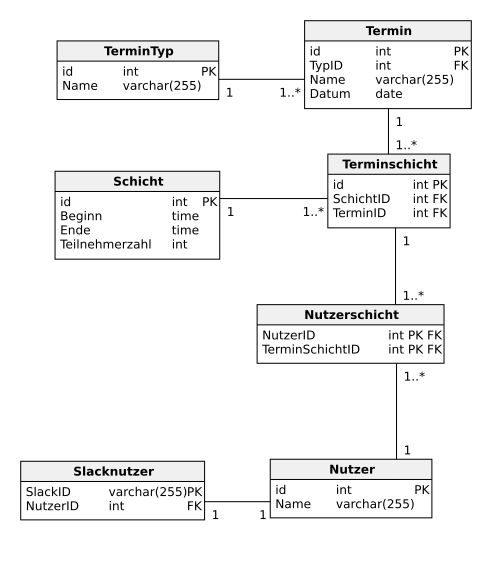 Termin
id int PK
TypID int FK
Name varchar(255)
Datum date
TerminTyp
id int PK
Name varchar(255)
1 1..*
1
1..*
Terminschicht
id int PK
SchichtID int FK
TerminID int FK
Schicht
id int PK
Beginn time
Ende time
Teilnehmerzahl int
1 1..*
1
1..*
Nutzerschicht
NutzerID int PK FK
TerminSchichtID int PK FK
1..*
1
Slacknutzer
SlackID varchar(255)PK
NutzerID int FK
Nutzer
id int PK
Name varchar(255)
1 1